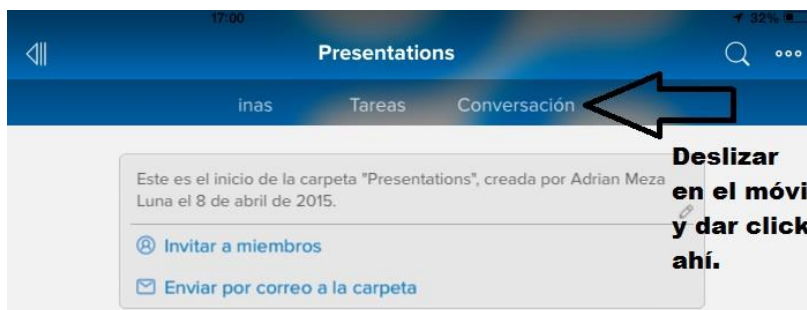 17:00 32%
Presentations
inas Tareas Conversación
Este es el inicio de la carpeta "Presentations", creada por Adrian Meza
Luna el 8 de abril de 2015.
Invitar a miembros
Enviar por correo a la carpeta
Deslizar
en el móvi
y dar click
ahí.